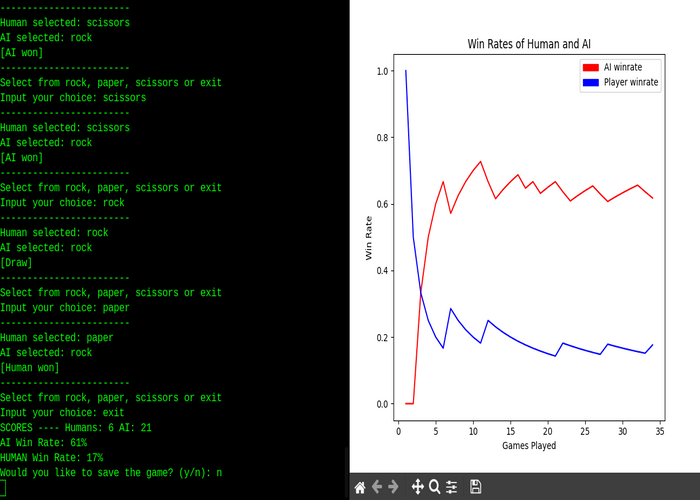 -----------------------
Human selected: scissors
AI selected: rock
[AI won]
-----------------------
Select from rock, paper, scissors or exit
Input your choice: scissors
-----------------------
Human selected: scissors
AI selected: rock
[AI won]
-----------------------
Select from rock, paper, scissors or exit
Input your choice: rock
-----------------------
Human selected: rock
AI selected: rock
[Draw]
-----------------------
Select from rock, paper, scissors or exit
Input your choice: paper
-----------------------
Human selected: paper
AI selected: rock
[Human won]
-----------------------
Select from rock, paper, scissors or exit
Input your choice: exit
SCORES ---- Humans: 6 AI: 21
AI Win Rate: 61%
HUMAN Win Rate: 17%
Would you like to save the game? (y/n): n
Win Rates of Human and AI
AI winrate
Player winrate
Win Rate
1.0
0.8
0.6
0.4
0.2
0.0
0 5 10 15 20 25 30 35
Games Played